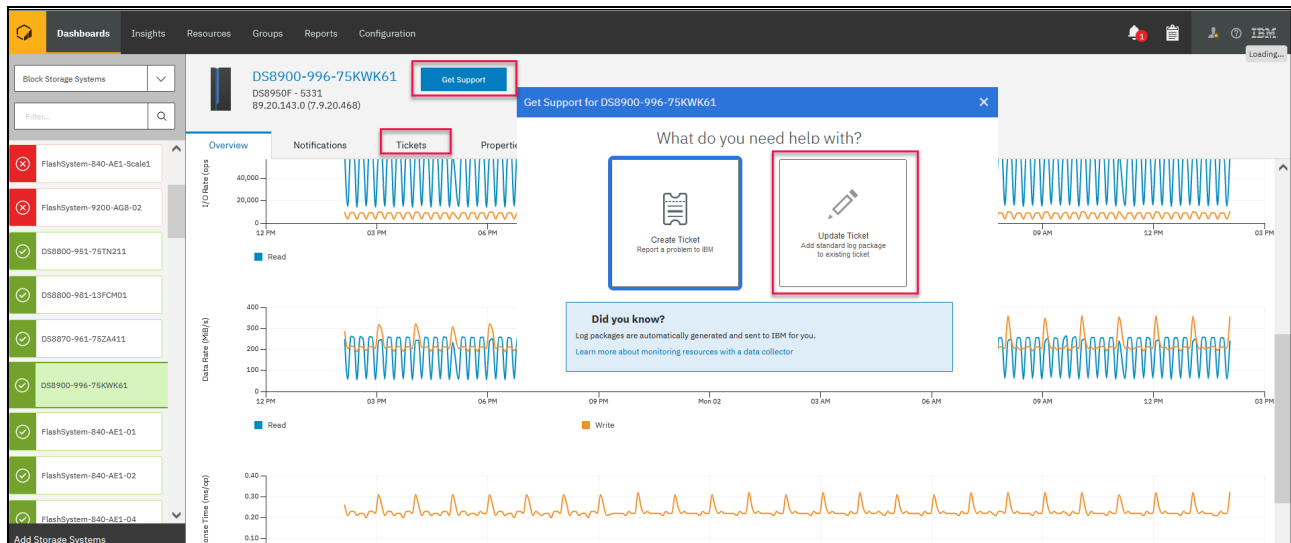 Dashboards Insights Resources Groups Reports Configuration 1 IBM.
Loading...
Block Storage Systems
Filter...
FlashSystem-840-AE1-Scale1
FlashSystem-9200-AG8-02
DS8800-951-75TN211
DS8800-981-13FCM01
DS8870-961-75ZA411
DS8900-996-75KWK61
FlashSystem-840-AE1-01
FlashSystem-840-AE1-02
FlashSystem-840-AE1-04
Add Storage Systems
DS8900-996-75KWK61
Get Support
DS8950F - 5331
89.20.143.0 (7.9.20.468)
Overview Notifications Tickets Propertie
I/O Rate (ops
40,000
20,000
0
12 PM 03 PM 06 PM 09 AM 12 PM 03 PM
Read
Get Support for DS8900-996-75KWK61
What do you need help with?
Create Ticket
Report a problem to IBM
Update Ticket
Add standard log package
to existing ticket
Did you know?
Log packages are automatically generated and sent to IBM for you.
Learn more about monitoring resources with a data collector
Data Rate (MiB/s)
400
300
200
100
0
12 PM 03 PM 06 PM 09 PM Mon 02 03 AM 06 AM 09 AM 12 PM 03 PM
Read Write
onse Time (ms/op)
0.40
0.30
0.20
0.10